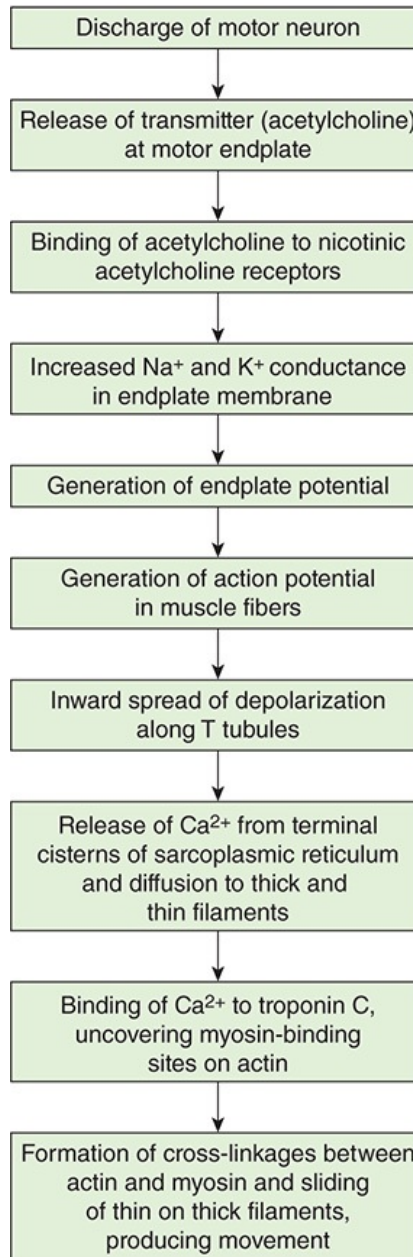 Discharge of motor neuron
Release of transmitter (acetylcholine)
at motor endplate
Binding of acetylcholine to nicotinic
acetylcholine receptors
Increased Na⁺ and K⁺ conductance
in endplate membrane
Generation of endplate potential
Generation of action potential
in muscle fibers
Inward spread of depolarization
along T tubules
Release of Ca²⁺ from terminal
cisterns of sarcoplasmic reticulum
and diffusion to thick and
thin filaments
Binding of Ca²⁺ to troponin C,
uncovering myosin-binding
sites on actin
Formation of cross-linkages between
actin and myosin and sliding
of thin on thick filaments,
producing movement